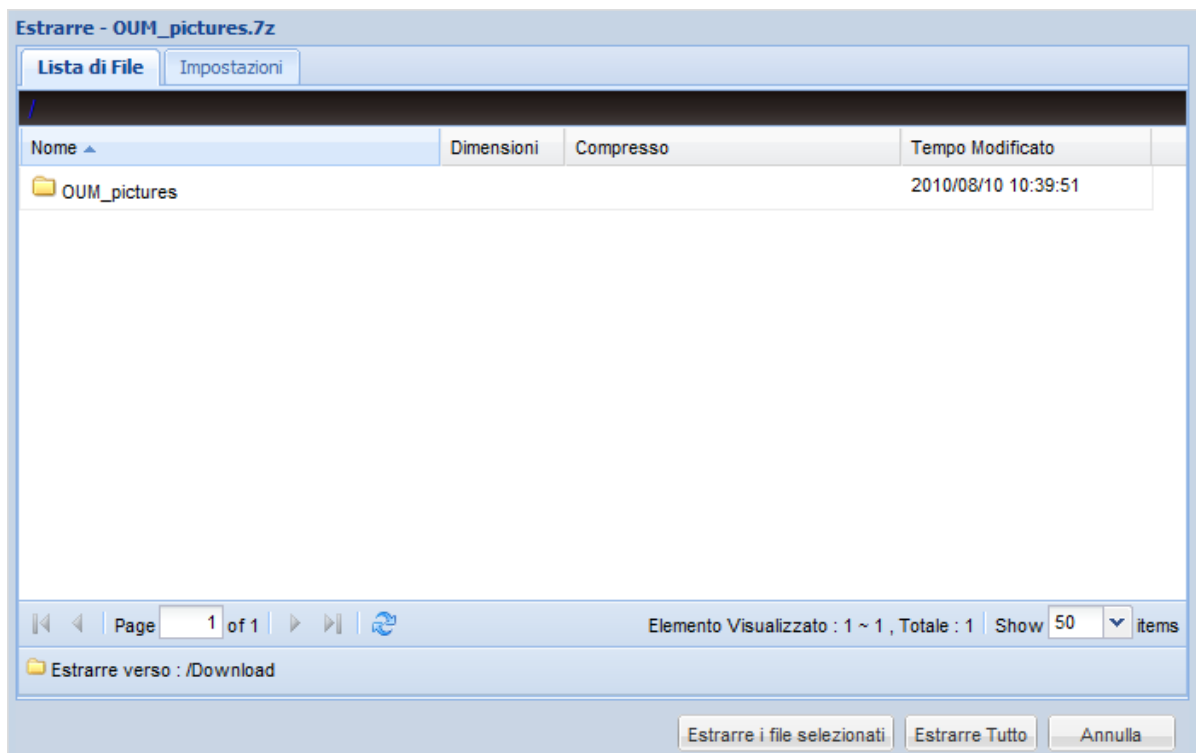 Estrarre - OUM_pictures.7z
Lista di File Impostazioni
/
Nome Dimensioni Compresso Tempo Modificato
OUM_pictures 2010/08/10 10:39:51
Page 1 of 1 Elemento Visualizzato : 1 ~ 1 , Totale : 1 Show 50 items
Estrarre verso : /Download
Estrarre i file selezionati Estrarre Tutto Annulla